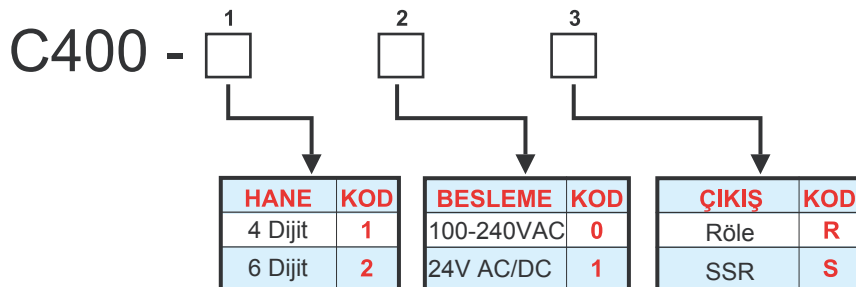 1 2 3
C400 -
HANE KOD BESLEME KOD ÇIKIŞ KOD
4 Dijit 1 100-240VAC 0 Röle R
6 Dijit 2 24V AC/DC 1 SSR S